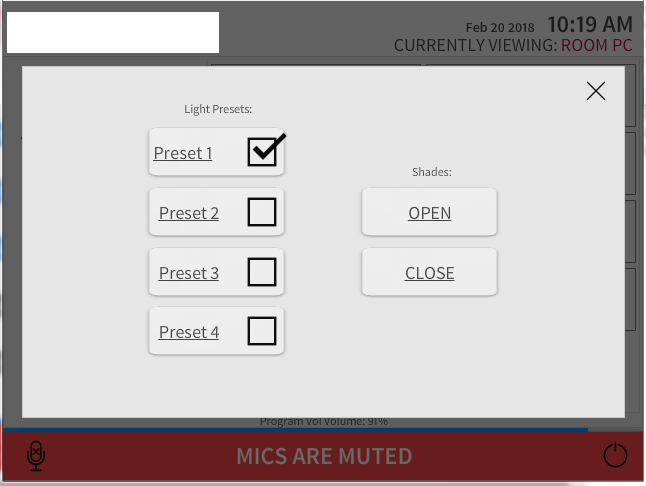 Feb 20 2018 10:19 AM
CURRENTLY VIEWING: ROOM PC
Light Presets:
Preset 1
Preset 2
Preset 3
Preset 4
Shades:
OPEN
CLOSE
Program Vol Volume: 91%
MICS ARE MUTED